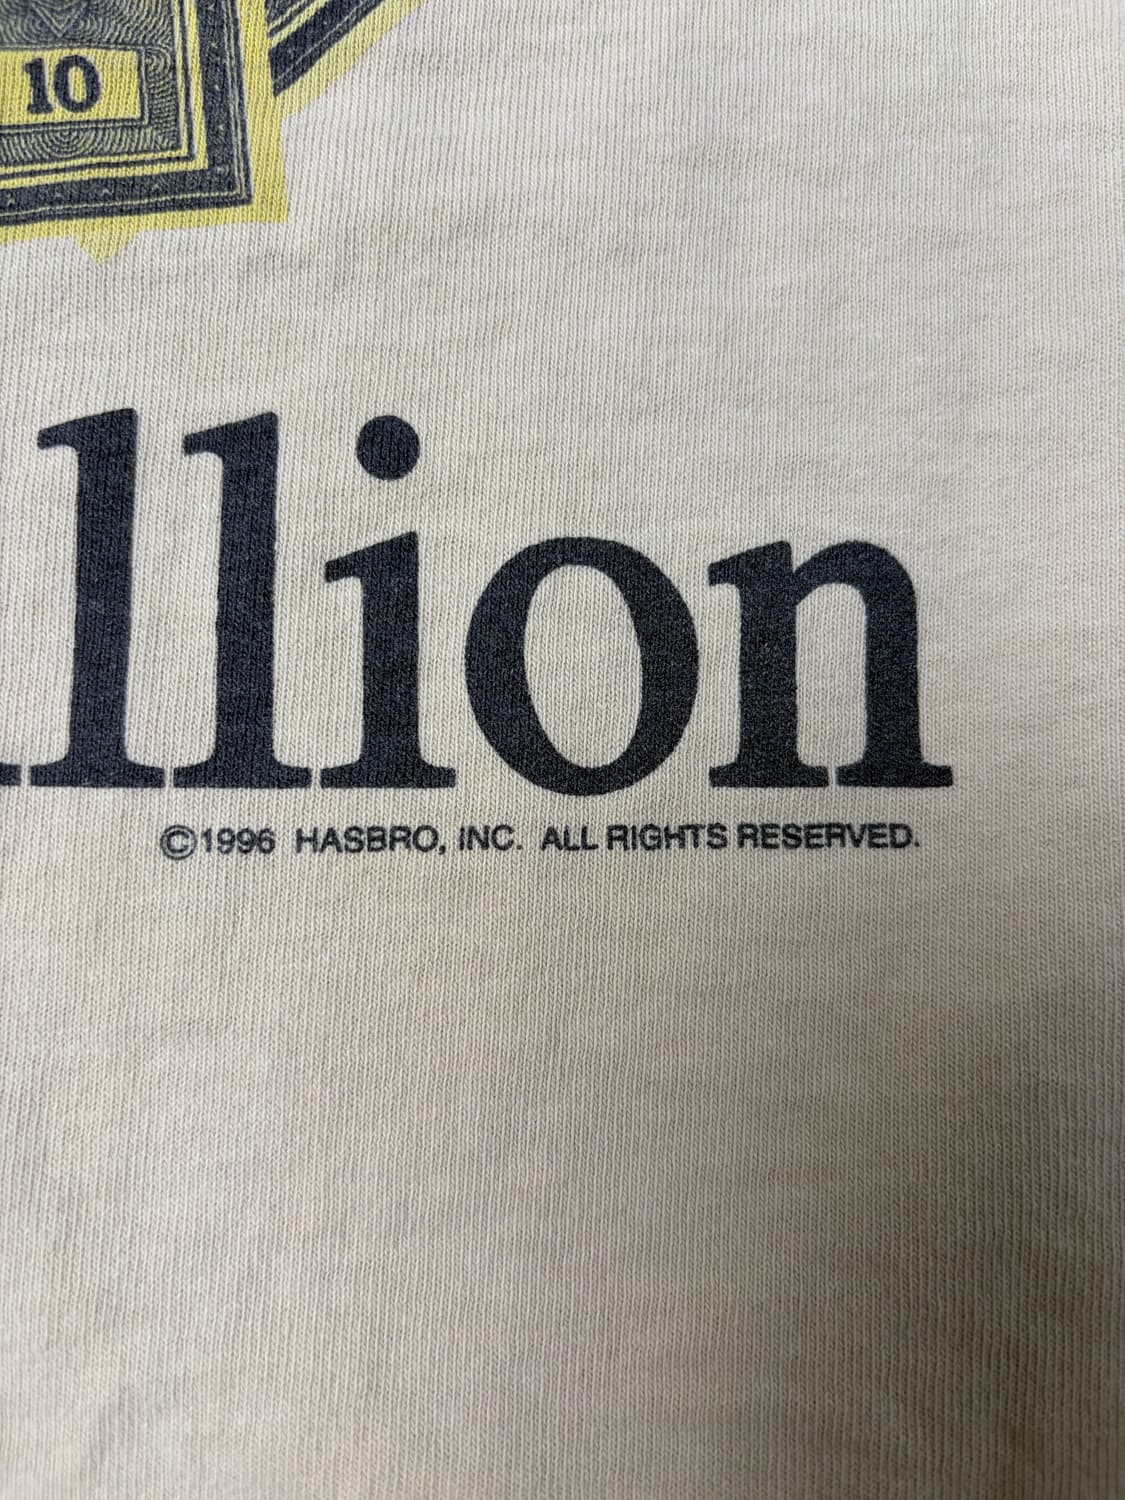 10
llion
©1996 HASBRO, INC. ALL RIGHTS RESERVED.